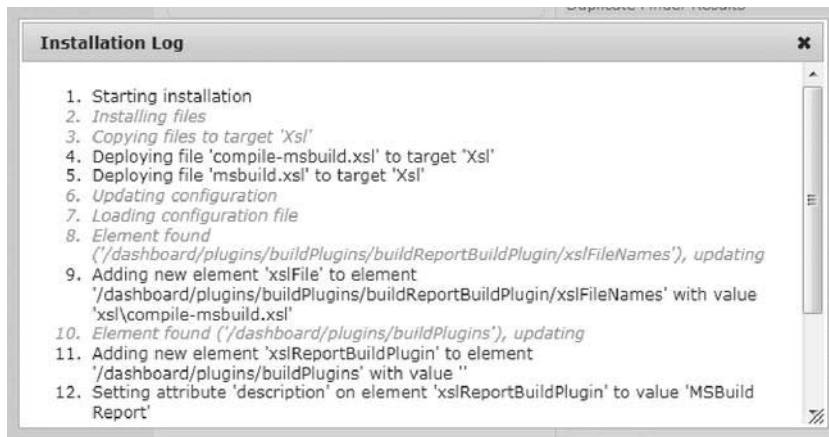 Installation Log
1. Starting installation
2. Installing files
3. Copying files to target 'Xsl'
4. Deploying file 'compile-msbuild.xsl' to target 'Xsl'
5. Deploying file 'msbuild.xsl' to target 'Xsl'
6. Updating configuration
7. Loading configuration file
8. Element found
('/dashboard/plugins/buildPlugins/buildReportBuildPlugin/xslFileNames'), updating
9. Adding new element 'xslFile' to element
'/dashboard/plugins/buildPlugins/buildReportBuildPlugin/xslFileNames' with value
'xsl\compile-msbuild.xsl'
10. Element found ('/dashboard/plugins/buildPlugins'), updating
11. Adding new element 'xslReportBuildPlugin' to element
'/dashboard/plugins/buildPlugins' with value ''
12. Setting attribute 'description' on element 'xslReportBuildPlugin' to value 'MSBuild
Report'